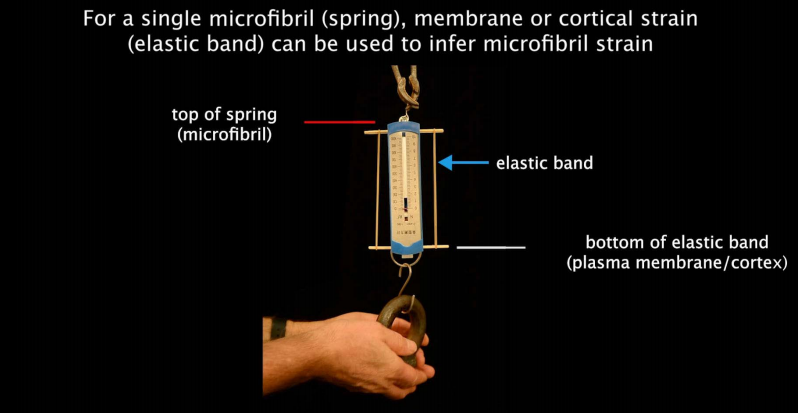 For a single microfibril (spring), membrane or cortical strain
(elastic band) can be used to infer microfibril strain
top of spring
(microfibril)
elastic band
bottom of elastic band
(plasma membrane/cortex)